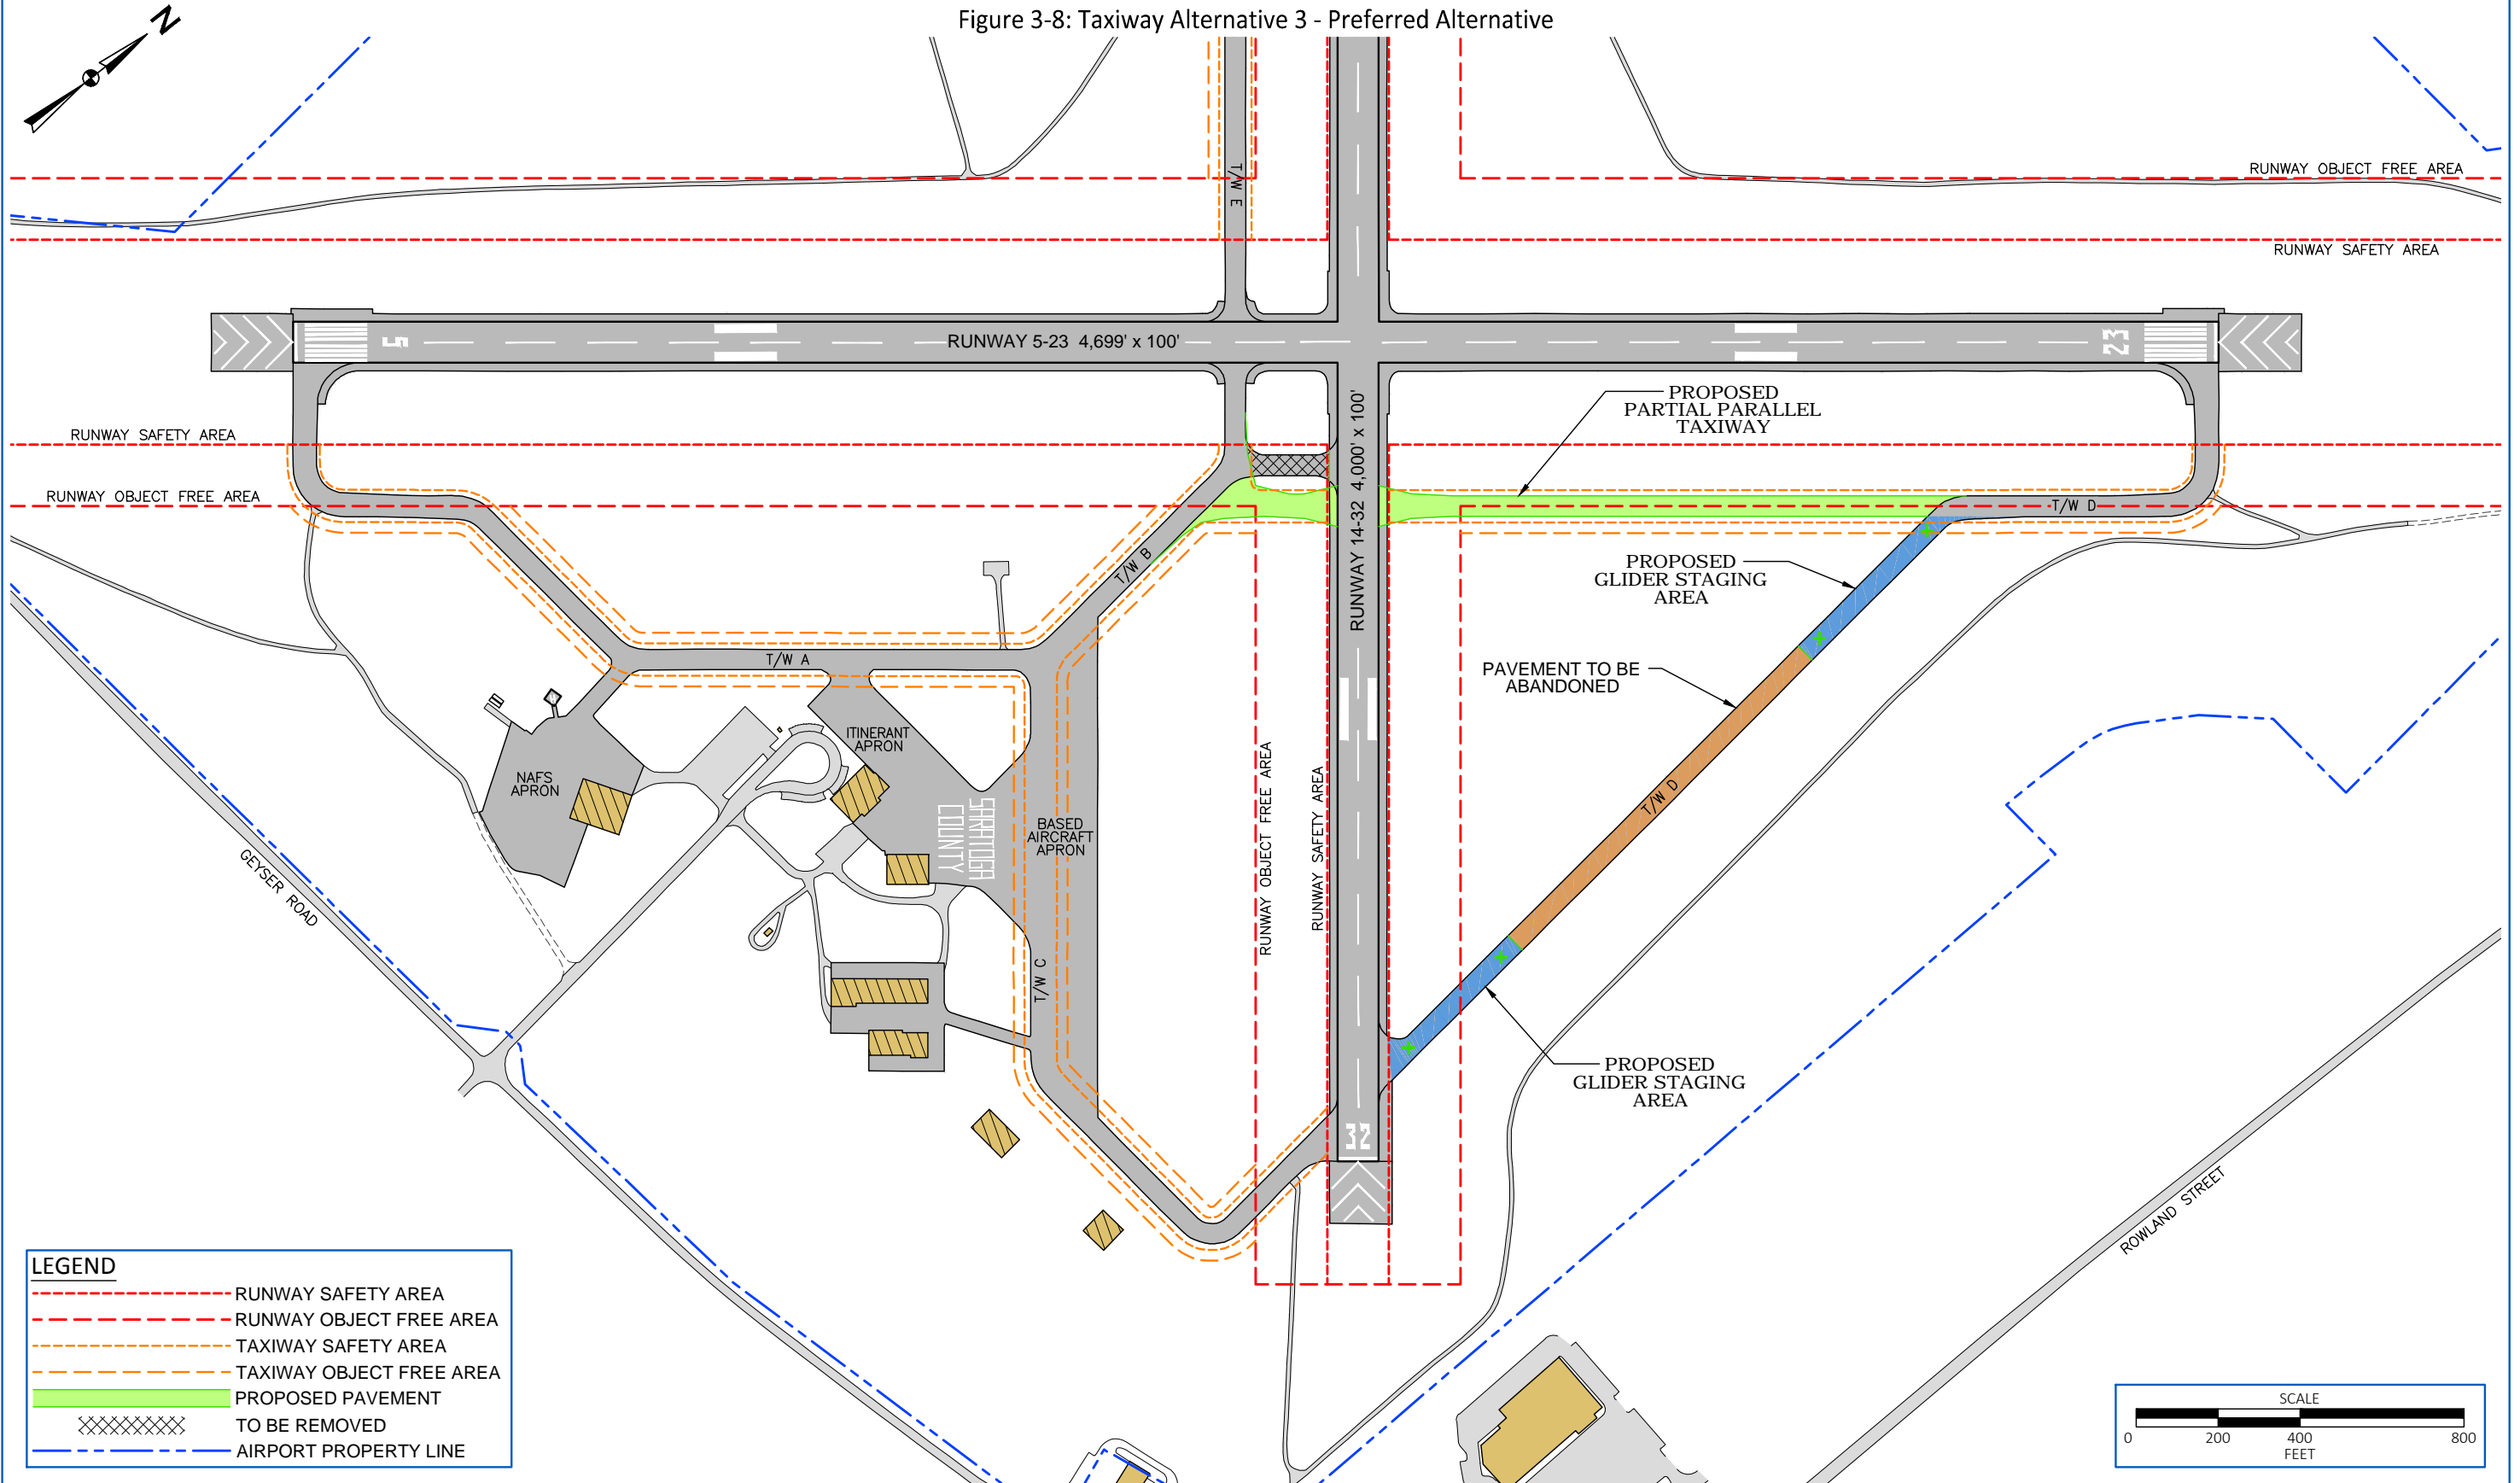 Figure 3-8: Taxiway Alternative 3 - Preferred Alternative
N
T/W E
RUNWAY OBJECT FREE AREA
RUNWAY SAFETY AREA
5
RUNWAY 5-23 4,699' x 100'
23
PROPOSED
PARTIAL PARALLEL
TAXIWAY
RUNWAY SAFETY AREA
RUNWAY 14-32 4,000' x 100'
RUNWAY OBJECT FREE AREA
T/W D
T/W B
PROPOSED
GLIDER STAGING
AREA
T/W A
PAVEMENT TO BE
ABANDONED
ITINERANT
APRON
NAFS
APRON
T/W D
SARATOGA
COUNTY
BASED
AIRCRAFT
APRON
RUNWAY OBJECT FREE AREA
RUNWAY SAFETY AREA
GEYSER ROAD
T/W C
PROPOSED
GLIDER STAGING
AREA
32
ROWLAND STREET
LEGEND
RUNWAY SAFETY AREA
RUNWAY OBJECT FREE AREA
TAXIWAY SAFETY AREA
TAXIWAY OBJECT FREE AREA
PROPOSED PAVEMENT
TO BE REMOVED
AIRPORT PROPERTY LINE
SCALE
0 200 400 800
FEET